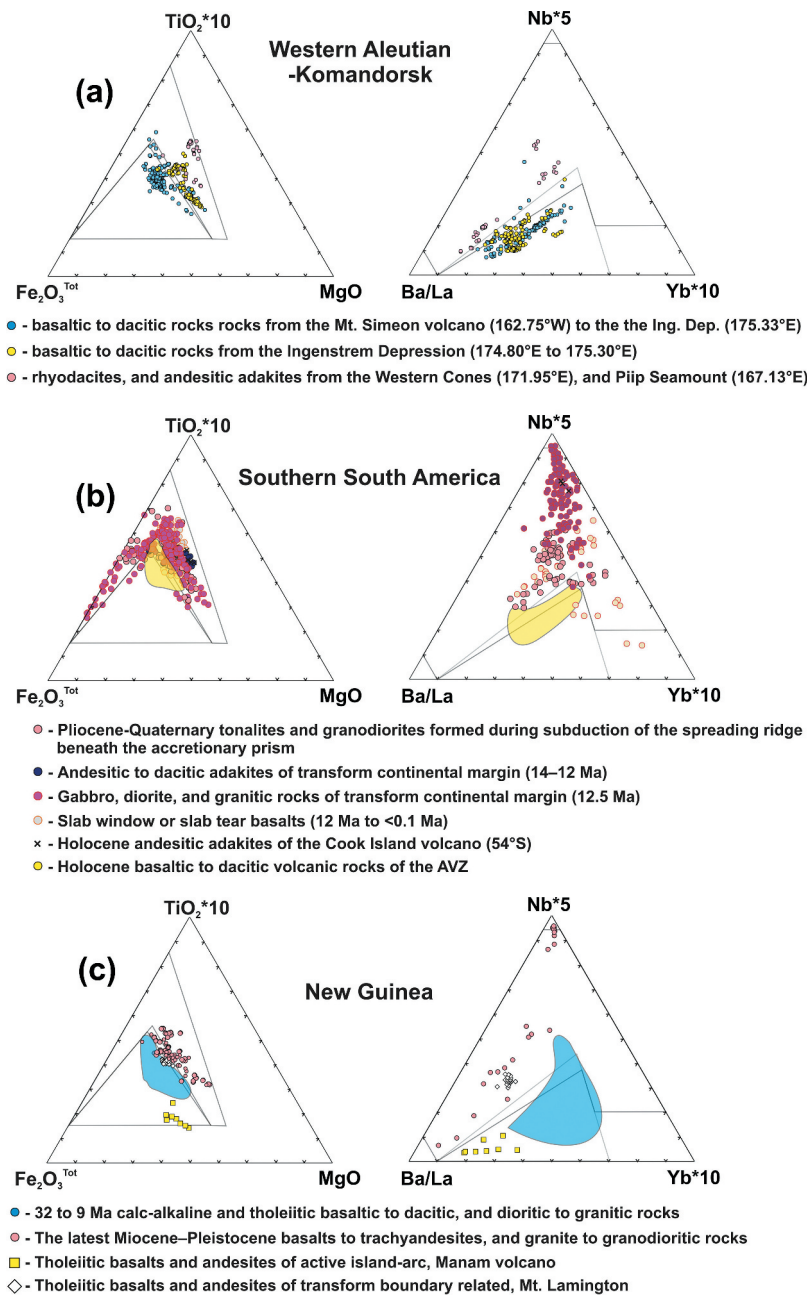 TiO2*10
Nb*5
Western Aleutian
-Komandorsk
(a)
Fe2O3Tot
MgO
Ba/La
Yb*10
- basaltic to dacitic rocks rocks from the Mt. Simeon volcano (162.75°W) to the the Ing. Dep. (175.33°E)
- basaltic to dacitic rocks from the Ingenstrem Depression (174.80°E to 175.30°E)
- rhyodacites, and andesitic adakites from the Western Cones (171.95°E), and Piip Seamount (167.13°E)
TiO2*10
Nb*5
Southern South America
(b)
Fe2O3Tot
MgO
Ba/La
Yb*10
- Pliocene-Quaternary tonalites and granodiorites formed during subduction of the spreading ridge
beneath the accretionary prism
- Andesitic to dacitic adakites of transform continental margin (14–12 Ma)
- Gabbro, diorite, and granitic rocks of transform continental margin (12.5 Ma)
- Slab window or slab tear basalts (12 Ma to <0.1 Ma)
- Holocene andesitic adakites of the Cook Island volcano (54°S)
- Holocene basaltic to dacitic volcanic rocks of the AVZ
TiO2*10
Nb*5
(c)
New Guinea
Fe2O3Tot
MgO
Ba/La
Yb*10
- 32 to 9 Ma calc-alkaline and tholeiitic basaltic to dacitic, and dioritic to granitic rocks
- The latest Miocene–Pleistocene basalts to trachyandesites, and granite to granodioritic rocks
- Tholeiitic basalts and andesites of active island-arc, Manam volcano
- Tholeiitic basalts and andesites of transform boundary related, Mt. Lamington